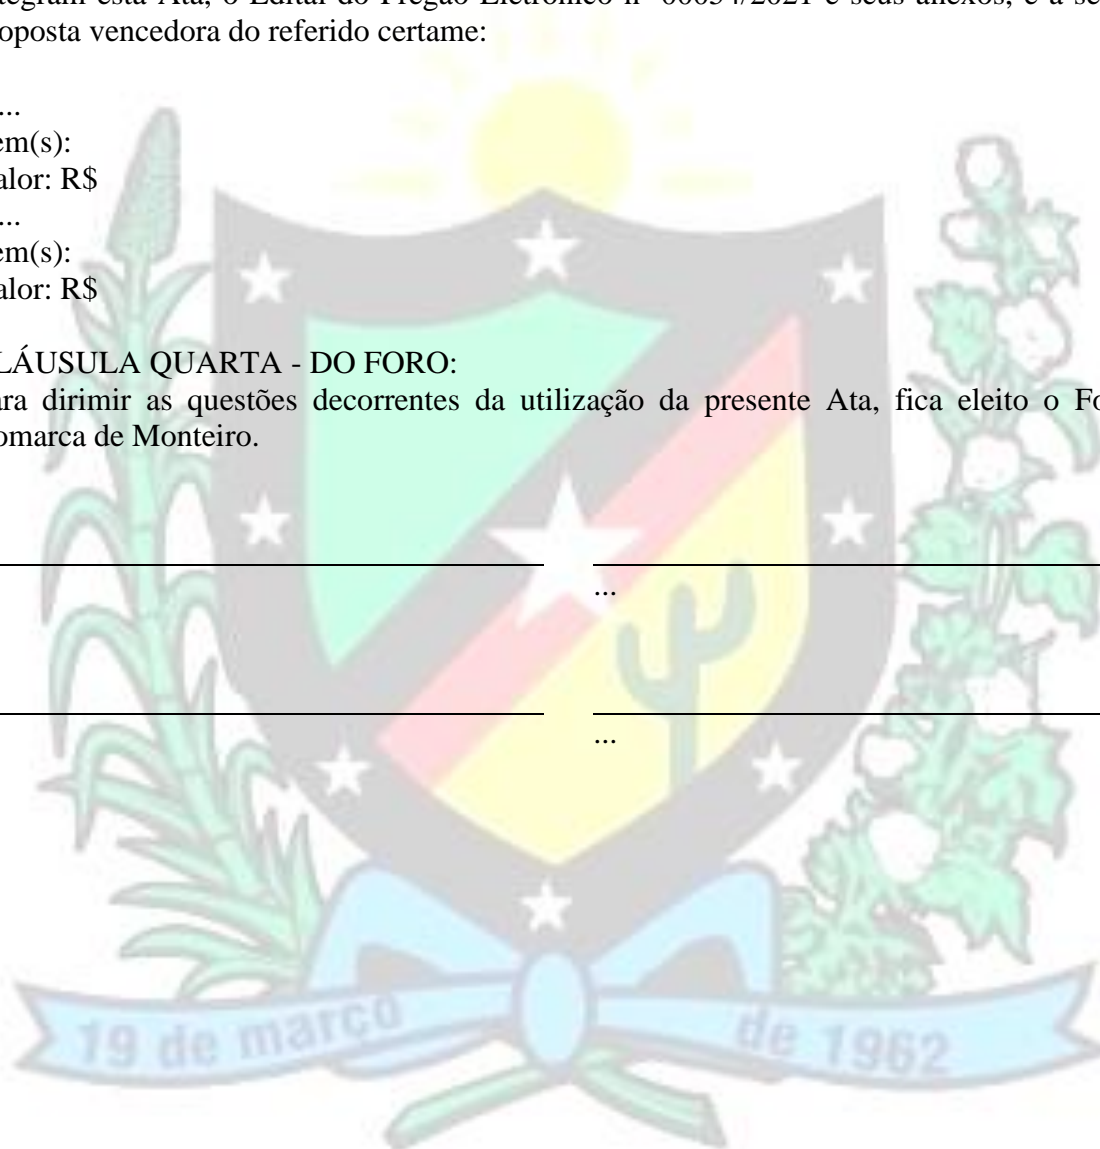 tegram esta Ata, o Edital do Pregão Eletrônico nº 00034/2021 e seus anexos, e a se
oposta vencedora do referido certame:
...
em(s):
alor: R$
...
em(s):
alor: R$
LÁUSULA QUARTA - DO FORO:
ara dirimir as questões decorrentes da utilização da presente Ata, fica eleito o Fo
omarca de Monteiro.
...
...
19 de março de 1962